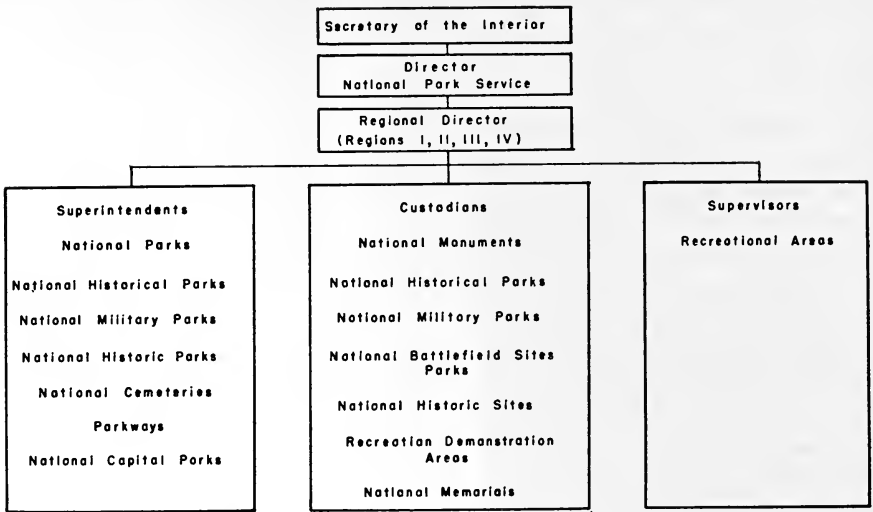 Secretary of the Interior
Director
National Park Service
Regional Director
(Regions I, II, III, IV)
Superintendents
National Parks
National Historical Parks
National Military Parks
National Historic Parks
National Cemeteries
Parkways
National Capital Parks
Custodians
National Monuments
National Historical Parks
National Military Parks
National Battlefield Sites
Parks
National Historic Sites
Recreation Demanstration
Areas
National Memorials
Supervisors
Recreational Areas